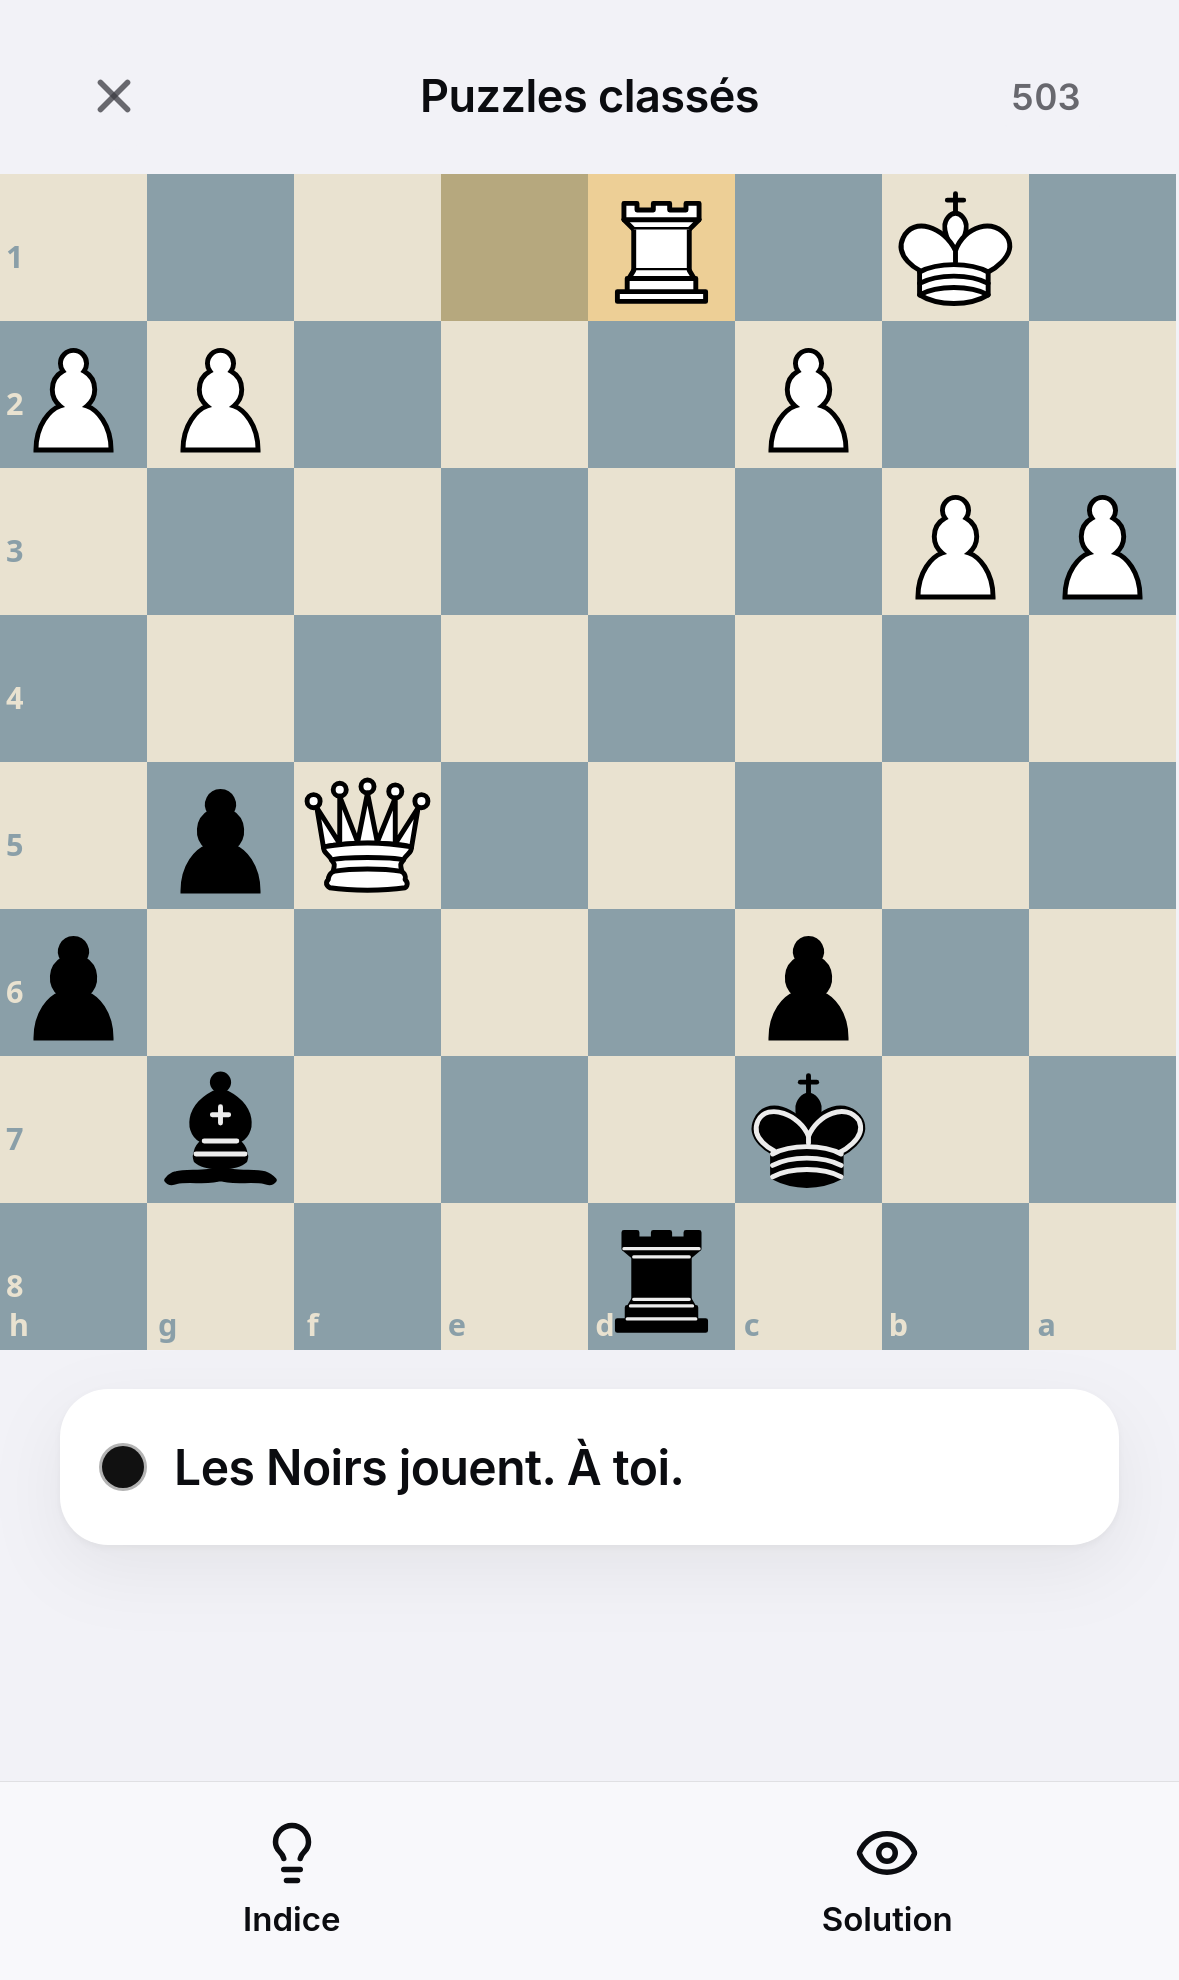 Puzzles classés
503
1
2
3
4
5
6
7
8
h g f e d c b a
Les Noirs jouent. À toi.
Indice
Solution